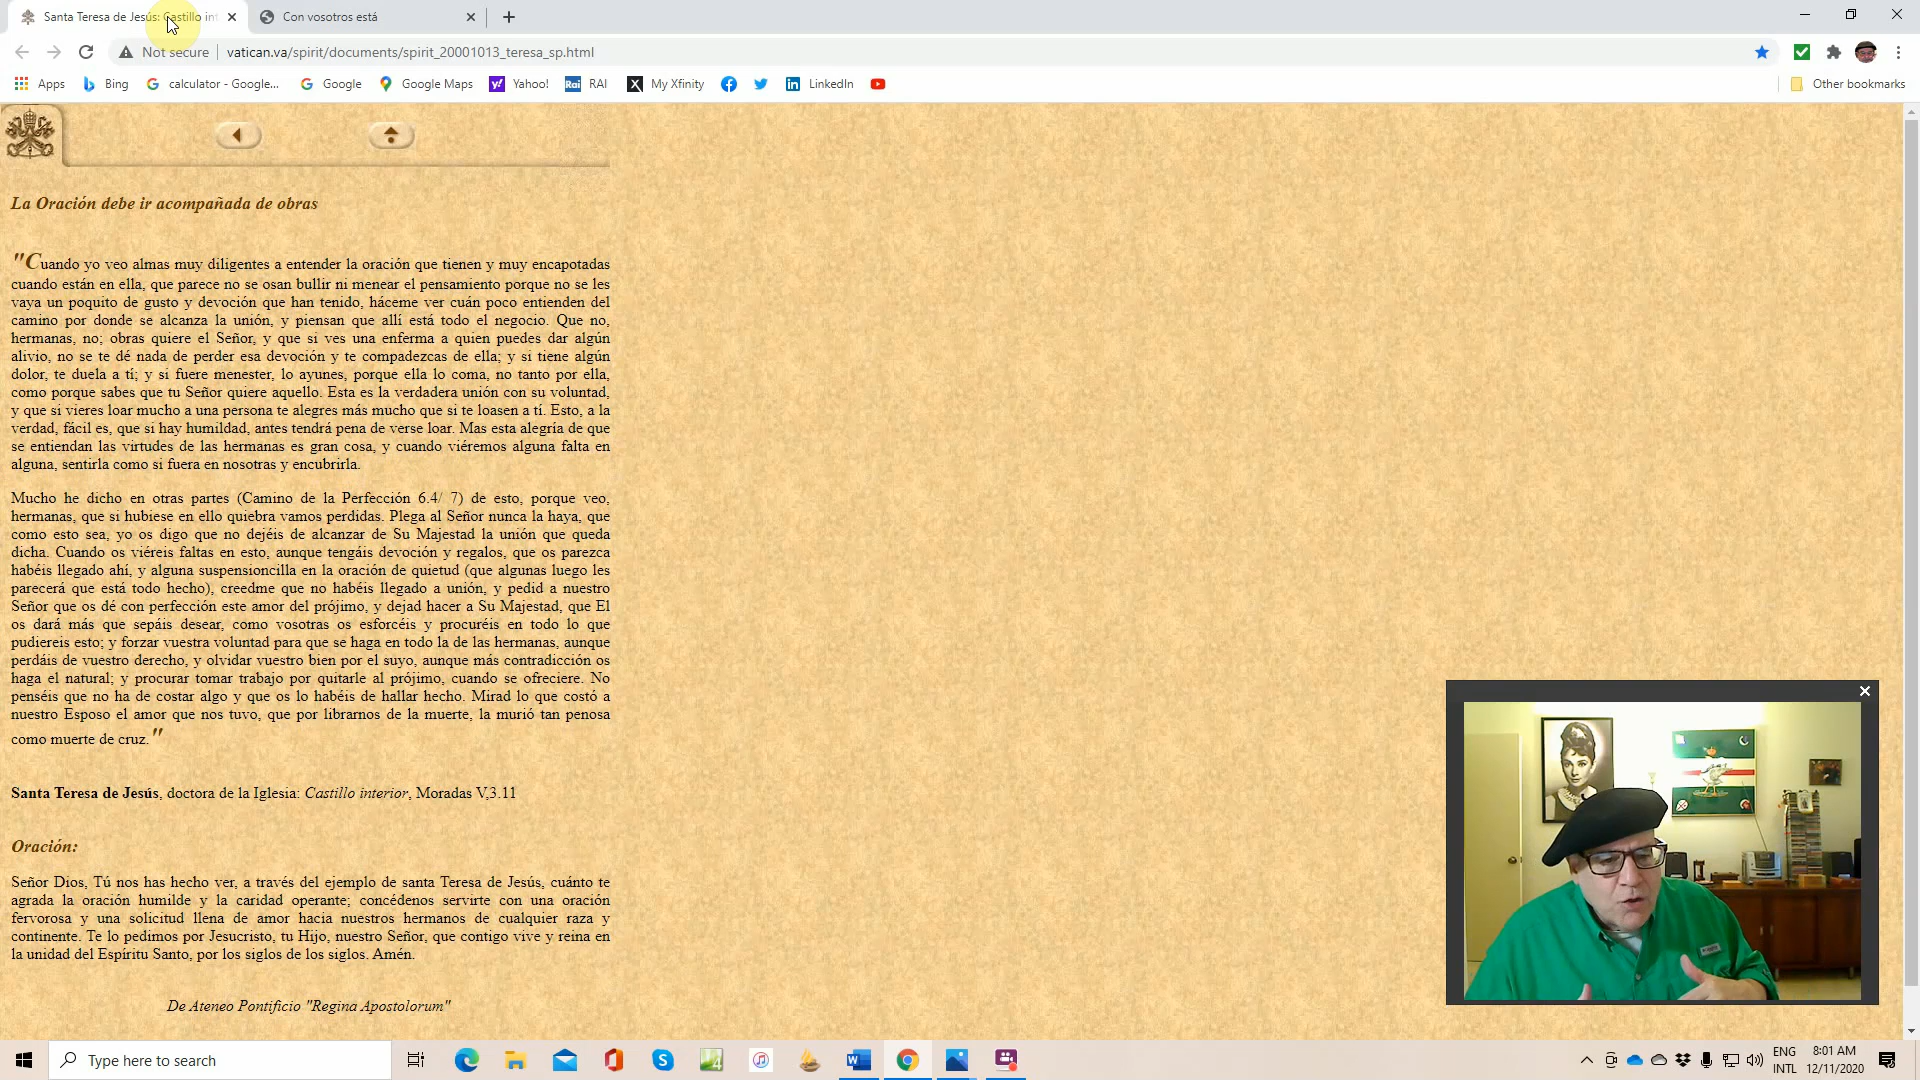 Santa Teresa de Jesús: Castillo int
Con vosotros está
Not secure
vatican.va/spirit/documents/spirit_20001013_teresa_sp.html
Apps
Bing
calculator - Google...
Google
Google Maps
Yahoo!
RAI
My Xfinity
LinkedIn
Other bookmarks
La Oración debe ir acompañada de obras
"Cuando yo veo almas muy diligentes a entender la oración que tienen y muy encapotadas
cuando están en ella, que parece no se osan bullir ni menear el pensamiento porque no se les
vaya un poquito de gusto y devoción que han tenido, háceme ver cuán poco entienden del
camino por donde se alcanza la unión, y piensan que allí está todo el negocio. Que no,
hermanas, no; obras quiere el Señor, y que si ves una enferma a quien puedes dar algún
alivio, no se te dé nada de perder esa devoción y te compadezcas de ella; y si tiene algún
dolor, te duela a tí; y si fuere menester, lo ayunes, porque ella lo coma, no tanto por ella,
como porque sabes que tu Señor quiere aquello. Esta es la verdadera unión con su voluntad,
y que si vieres loar mucho a una persona te alegres más mucho que si te loasen a tí. Esto, a la
verdad, fácil es, que si hay humildad, antes tendrá pena de verse loar. Mas esta alegría de que
se entiendan las virtudes de las hermanas es gran cosa, y cuando viéremos alguna falta en
alguna, sentirla como si fuera en nosotras y encubrirla.
Mucho he dicho en otras partes (Camino de la Perfección 6.4/ 7) de esto, porque veo,
hermanas, que si hubiese en ello quiebra vamos perdidas. Plega al Señor nunca la haya, que
como esto sea, yo os digo que no dejéis de alcanzar de Su Majestad la unión que queda
dicha. Cuando os viéreis faltas en esto, aunque tengáis devoción y regalos, que os parezca
habéis llegado ahí, y alguna suspensioncilla en la oración de quietud (que algunas luego les
parecerá que está todo hecho), creedme que no habéis llegado a unión, y pedid a nuestro
Señor que os dé con perfección este amor del prójimo, y dejad hacer a Su Majestad, que El
os dará más que sepáis desear, como vosotras os esforcéis y procuréis en todo lo que
pudiereis esto; y forzar vuestra voluntad para que se haga en todo la de las hermanas, aunque
perdáis de vuestro derecho, y olvidar vuestro bien por el suyo, aunque más contradicción os
haga el natural; y procurar tomar trabajo por quitarle al prójimo, cuando se ofreciere. No
penséis que no ha de costar algo y que os lo habéis de hallar hecho. Mirad lo que costó a
nuestro Esposo el amor que nos tuvo, que por librarnos de la muerte, la murió tan penosa
como muerte de cruz."
Santa Teresa de Jesús, doctora de la Iglesia: Castillo interior, Moradas V,3.11
Oración:
Señor Dios, Tú nos has hecho ver, a través del ejemplo de santa Teresa de Jesús, cuánto te
agrada la oración humilde y la caridad operante; concédenos servirte con una oración
fervorosa y una solicitud llena de amor hacia nuestros hermanos de cualquier raza y
continente. Te lo pedimos por Jesucristo, tu Hijo, nuestro Señor, que contigo vive y reina en
la unidad del Espíritu Santo, por los siglos de los siglos. Amén.
De Ateneo Pontificio "Regina Apostolorum"
Type here to search
ENG
INTL
8:01 AM
12/11/2020